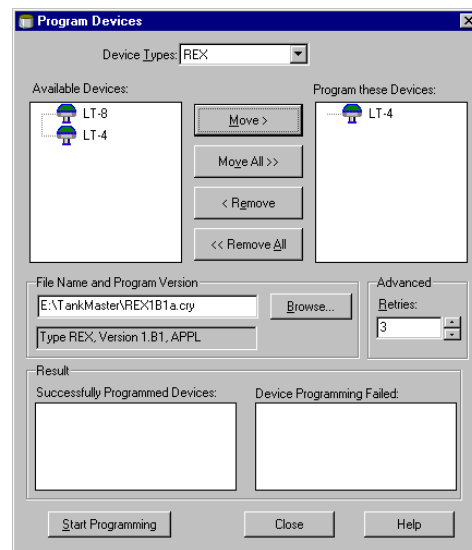 Program Devices
Device Types: REX
Available Devices:
Program these Devices:
LT-8
LT-4
LT-4
Move >
Move All >>
< Remove
<< Remove All
File Name and Program Version
E:\TankMaster\REX1B1a.cry
Browse...
Type REX, Version 1.B1, APPL
Advanced
Retries:
3
Result
Successfully Programmed Devices:
Device Programming Failed:
Start Programming
Close
Help